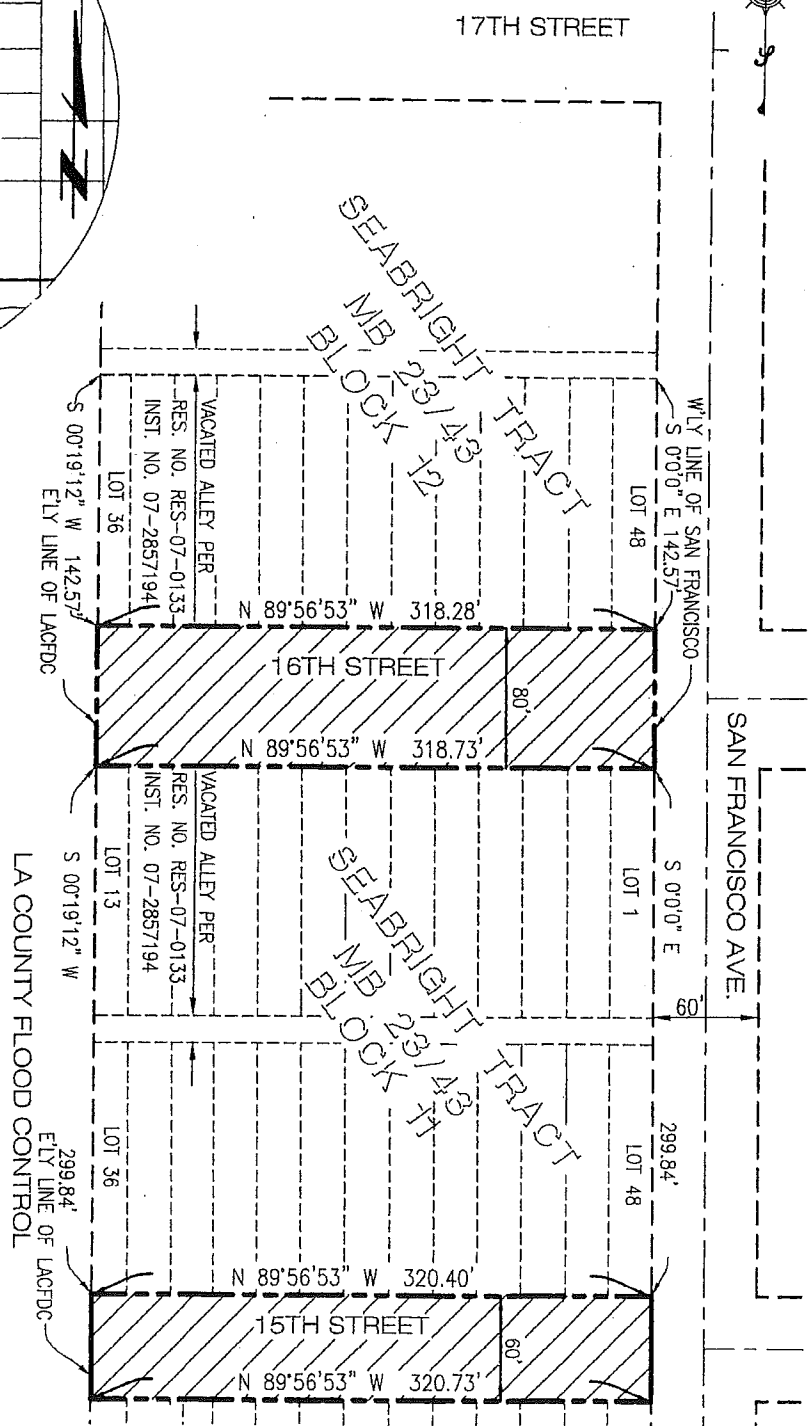 17TH STREET
SEABRIGHT TRACT
MB 23/43
BLOCK 12
W'LY LINE OF SAN FRANCISCO
S 0°0'0" E 142.57'
LOT 48
VACATED ALLEY PER
RES. NO. RES-07-0133
INST. NO. 07-2857194
LOT 36
S 00°19'12" W 142.57'
E'LY LINE OF LACFDC
N 89°56'53" W 318.28'
16TH STREET
80'
N 89°56'53" W 318.73'
SAN FRANCISCO AVE.
S 0°0'0" E
LOT 1
VACATED ALLEY PER
RES. NO. RES-07-0133
INST. NO. 07-2857194
LOT 13
S 00°19'12" W
LA COUNTY FLOOD CONTROL
SEABRIGHT TRACT
MB 23/43
BLOCK 11
60'
299.84'
LOT 48
LOT 36
299.84'
E'LY LINE OF LACFDC
N 89°56'53" W 320.40'
15TH STREET
60'
N 89°56'53" W 320.73'
N